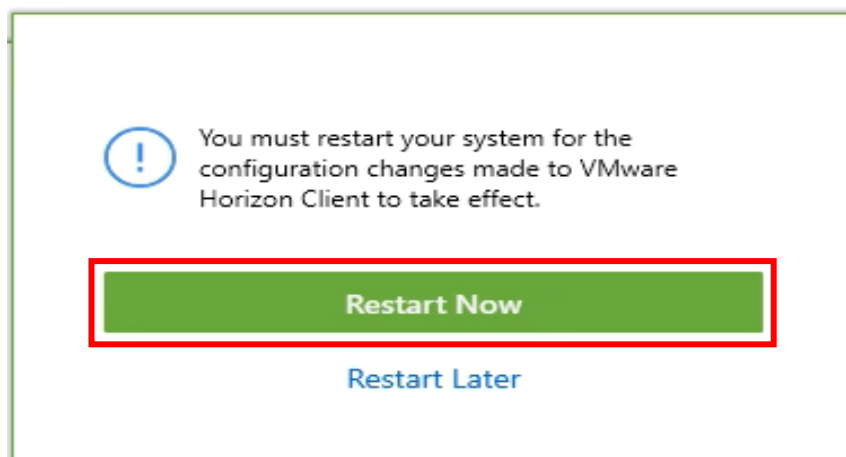 You must restart your system for the
configuration changes made to VMware
Horizon Client to take effect.
Restart Now
Restart Later